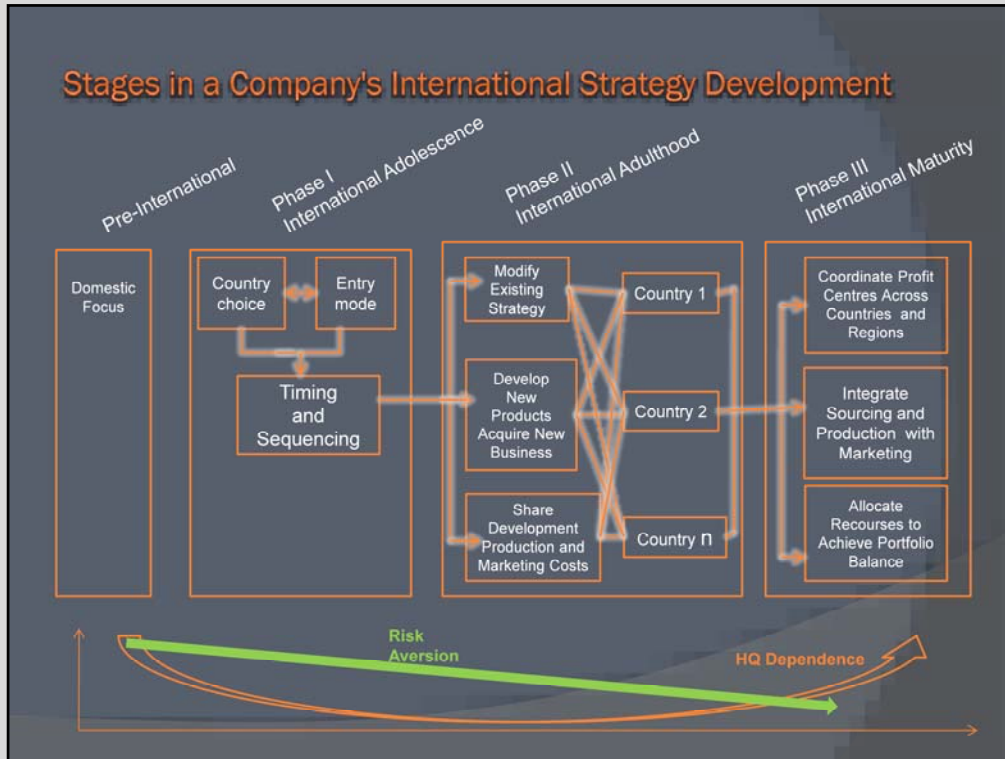 Stages in a Company's International Strategy Development
Pre-International
Phase I
International Adolescence
Phase II
International Adulthood
Phase III
International Maturity
Domestic
Focus
Country
choice
Entry
mode
Timing
and
Sequencing
Modify
Existing
Strategy
Develop
New
Products
Acquire New
Business
Share
Development
Production and
Marketing Costs
Country 1
Country 2
Country n
Coordinate Profit
Centres Across
Countries and
Regions
Integrate
Sourcing and
Production with
Marketing
Allocate
Recourses to
Achieve Portfolio
Balance
Risk
Aversion
HQ Dependence